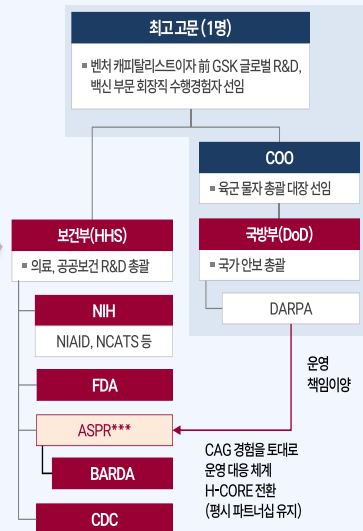 최고 고문 (1명)
▪ 벤처 캐피탈리스트이자 前 GSK 글로벌 R&D,
백신 부문 회장직 수행경험자 선임
COO
▪ 육군 물자 총괄 대장 선임
보건부(HHS)
▪ 의료, 공공보건 R&D 총괄
국방부(DoD)
▪ 국가 안보 총괄
NIH
NIAID, NCATS 등
DARPA
FDA
운영
책임이양
ASPR***
BARDA
CAG 경험을 토대로
운영 대응 체계
H-CORE 전환
(평시 파트너십 유지)
CDC